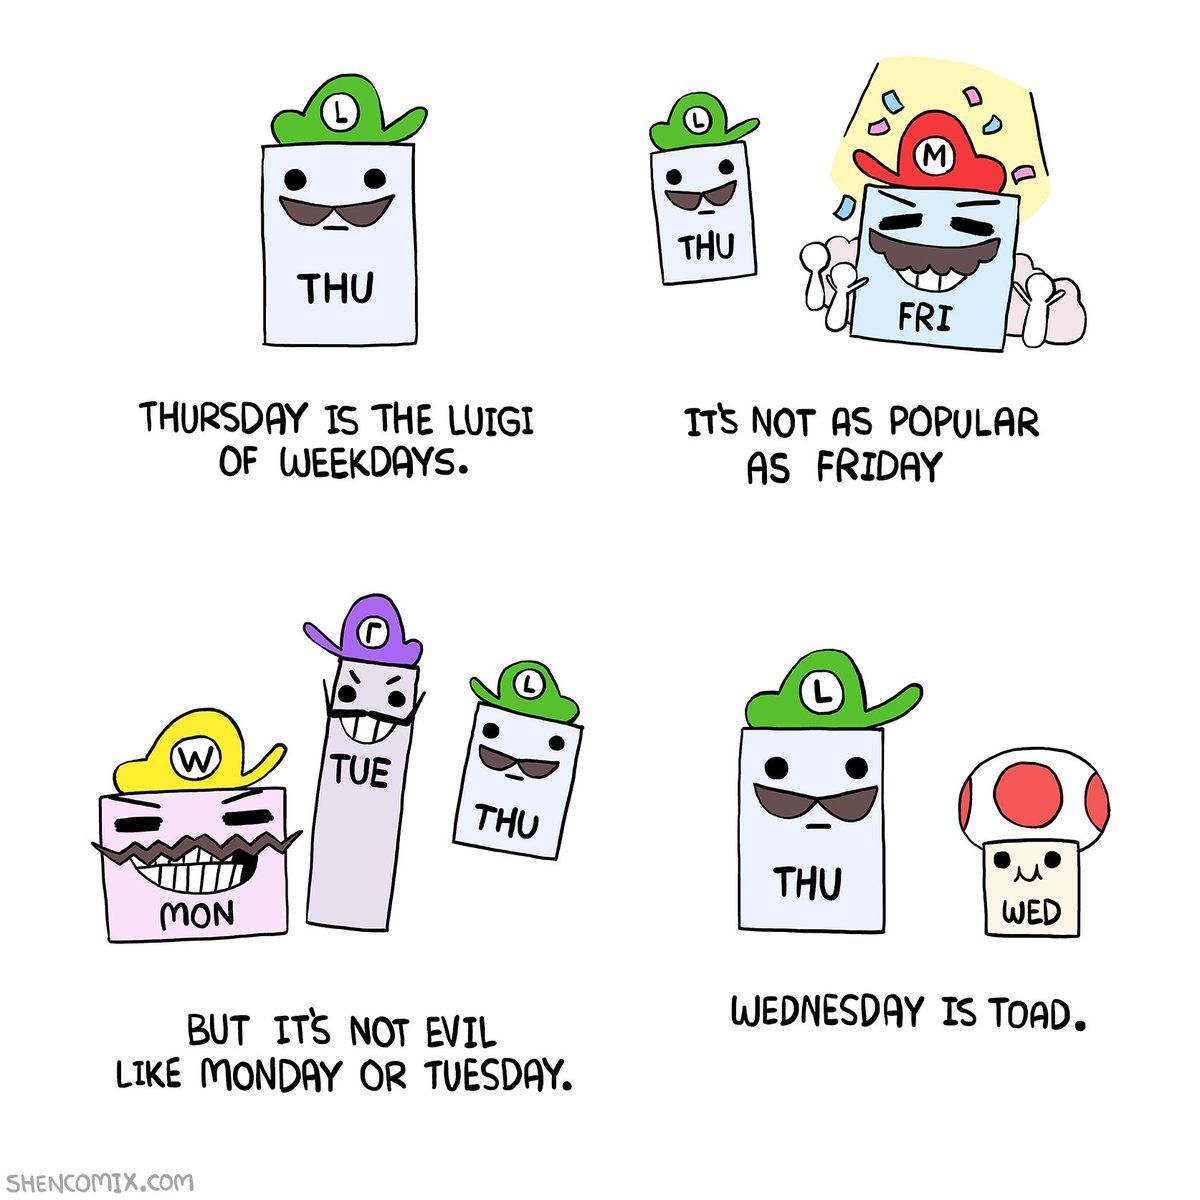 L
THU
THURSDAY IS THE LUIGI
OF WEEKDAYS.
L
THU
M
FRI
IT'S NOT AS POPULAR
AS FRIDAY
W
MON
Γ
TUE
L
THU
BUT IT'S NOT EVIL
LIKE MONDAY OR TUESDAY.
L
THU
WED
WEDNESDAY IS TOAD.
SHENCOMIX.COM